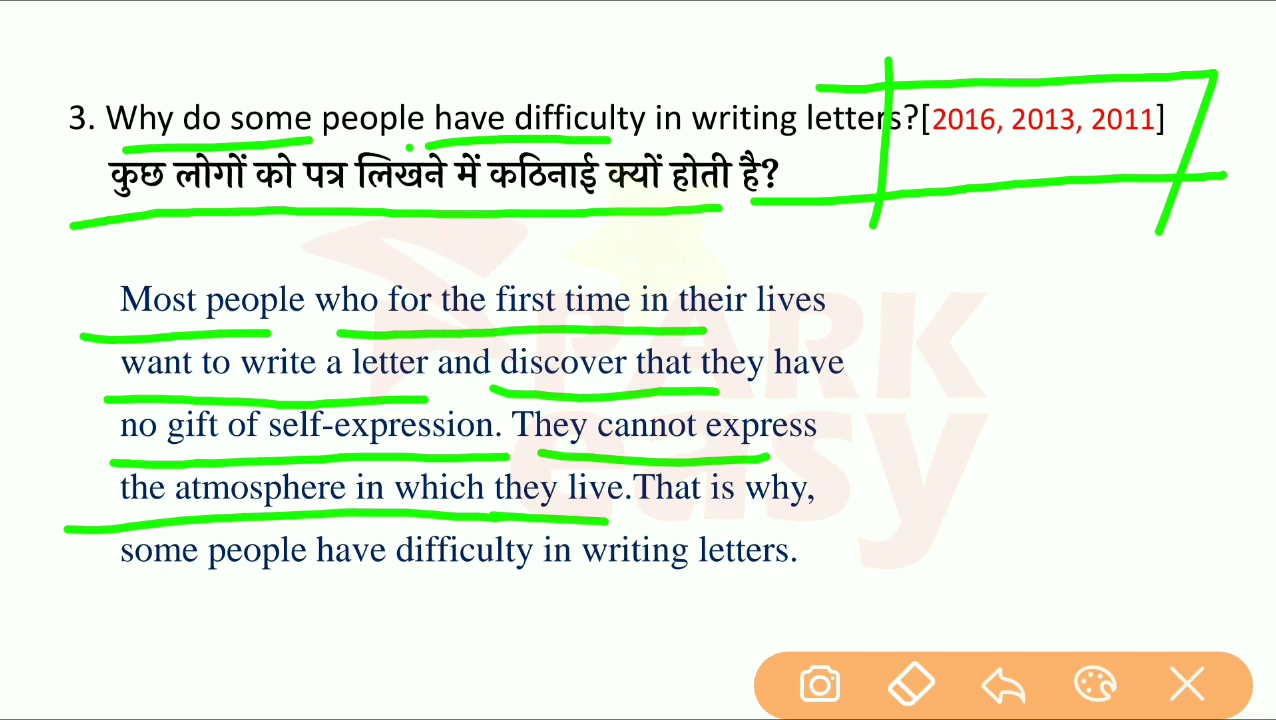 3. Why do some people have difficulty in writing letters?[2016, 2013, 2011]
कुछ लोगों को पत्र लिखने में कठिनाई क्यों होती है?
Most people who for the first time in their lives
want to write a letter and discover that they have
no gift of self-expression. They cannot express
the atmosphere in which they live.That is why,
some people have difficulty in writing letters.
SPARK
easy